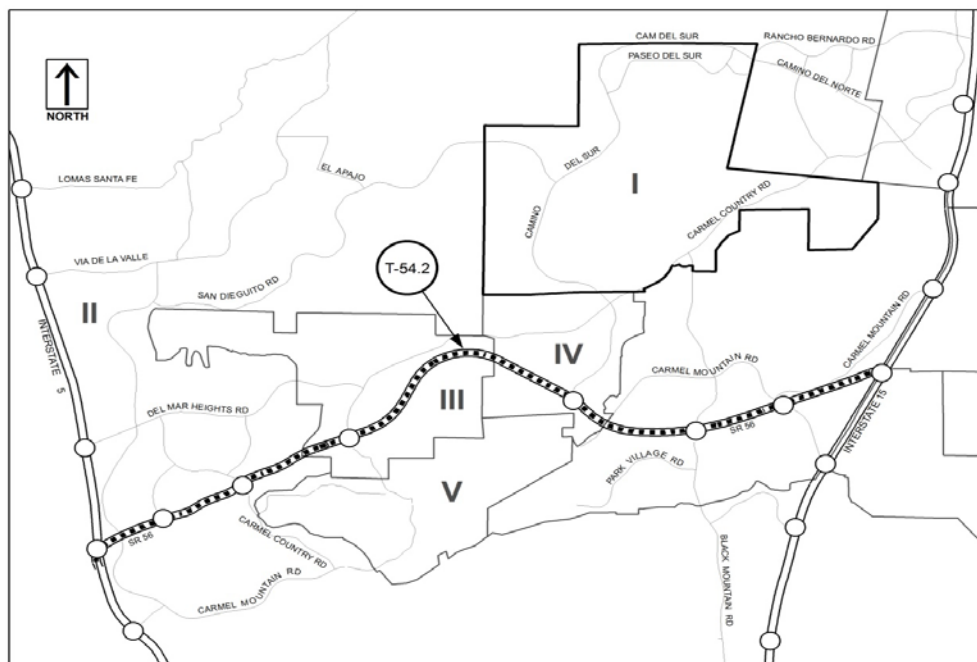 CAM DEL SUR
RANCHO BERNARDO RD
PASEO DEL SUR
CAMINO DEL NORTE
NORTH
EL APAJO
DEL SUR
LOMAS SANTA FE
I
CAMINO
CARMEL COUNTRY RD
VIA DE LA VALLE
T-54.2
SAN DIEGUITO RD
II
CARMEL MOUNTAIN RD
INTERSTATE 5
IV
CARMEL MOUNTAIN RD
III
DEL MAR HEIGHTS RD
SR 56
INTERSTATE 15
PARK VILLAGE RD
V
SR 56
CARMEL COUNTRY RD
BLACK MOUNTAIN RD
CARMEL MOUNTAIN RD